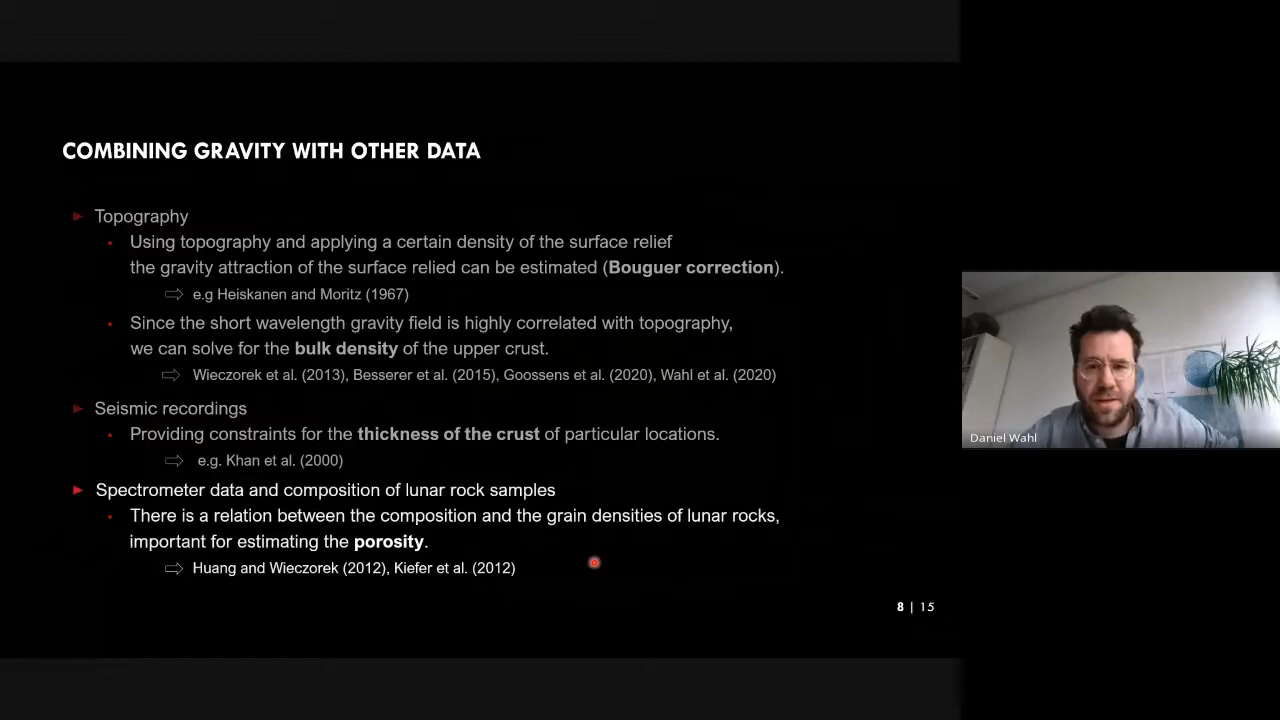 COMBINING GRAVITY WITH OTHER DATA
Topography
Using topography and applying a certain density of the surface relief
the gravity attraction of the surface relied can be estimated (Bouguer correction).
e.g Heiskanen and Moritz (1967)
Since the short wavelength gravity field is highly correlated with topography,
we can solve for the bulk density of the upper crust.
Wieczorek et al. (2013), Besserer et al. (2015), Goossens et al. (2020), Wahl et al. (2020)
Seismic recordings
Providing constraints for the thickness of the crust of particular locations.
e.g. Khan et al. (2000)
Spectrometer data and composition of lunar rock samples
There is a relation between the composition and the grain densities of lunar rocks,
important for estimating the porosity.
Huang and Wieczorek (2012), Kiefer et al. (2012)
8 | 15
Daniel Wahl